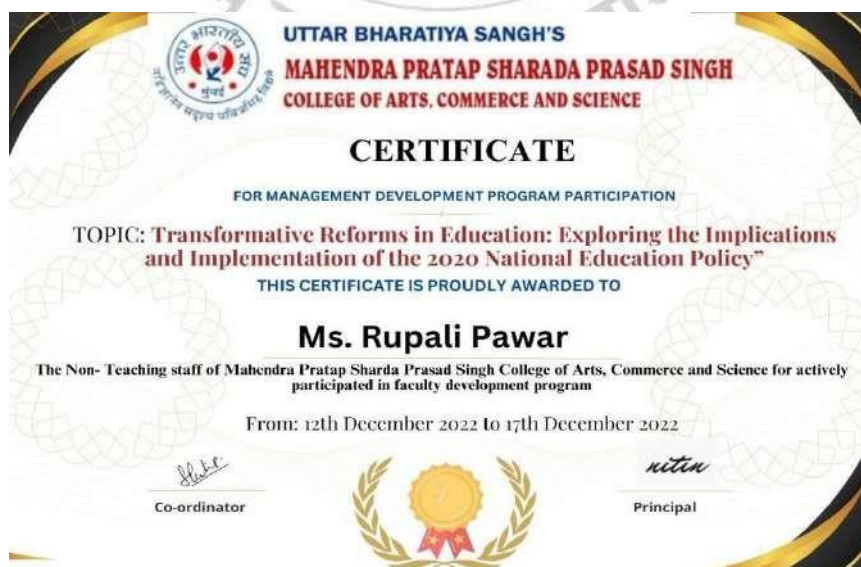 उत्तर भारतीय संघ
मुंबई
UTTAR BHARATIYA SANGH'S
MAHENDRA PRATAP SHARADA PRASAD SINGH
COLLEGE OF ARTS, COMMERCE AND SCIENCE
CERTIFICATE
FOR MANAGEMENT DEVELOPMENT PROGRAM PARTICIPATION
TOPIC: Transformative Reforms in Education: Exploring the Implications
and Implementation of the 2020 National Education Policy”
THIS CERTIFICATE IS PROUDLY AWARDED TO
Ms. Rupali Pawar
The Non- Teaching staff of Mahendra Pratap Sharda Prasad Singh College of Arts, Commerce and Science for actively
participated in faculty development program
From: 12th December 2022 to 17th December 2022
nitin
Co-ordinator
Principal